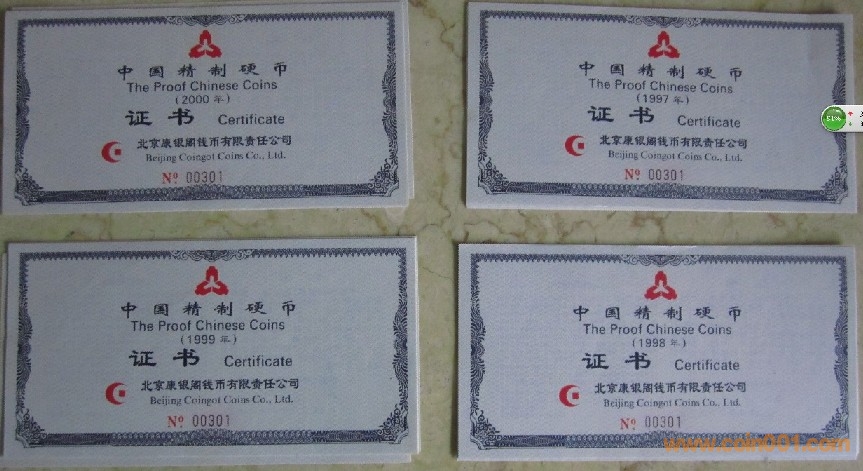 中国精制硬币
The Proof Chinese Coins
(2000年)
证书 Certificate
北京康银阁钱币有限责任公司
Beijing Coingot Coins Co., Ltd.
Nº 00301
中国精制硬币
The Proof Chinese Coins
(1997年)
证书 Certificate
北京康银阁钱币有限责任公司
Beijing Coingot Coins Co., Ltd.
Nº 00301
51%
中国精制硬币
The Proof Chinese Coins
(1999年)
证书 Certificate
北京康银阁钱币有限责任公司
Beijing Coingot Coins Co., Ltd.
Nº 00301
中国精制硬币
The Proof Chinese Coins
(1998年)
证书 Certificate
北京康银阁钱币有限责任公司
Beijing Coingot Coins Co., Ltd.
Nº 00301
www.coin001.com